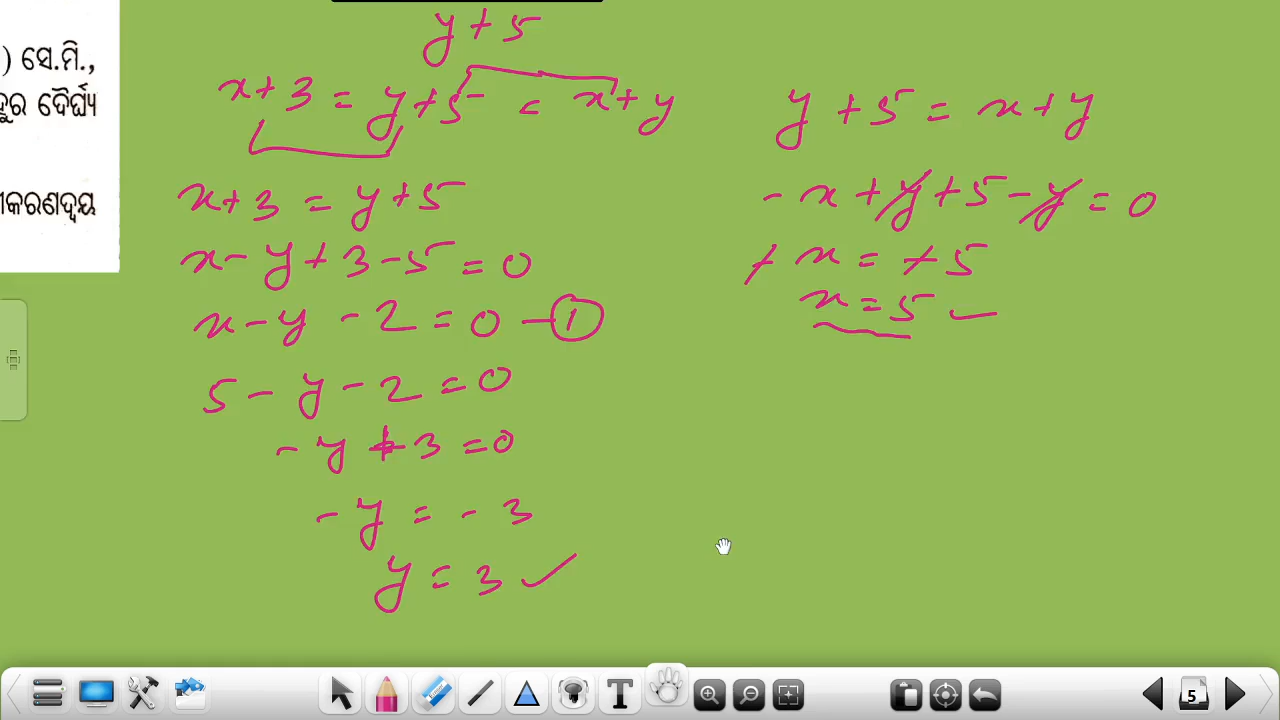 ) ସେ.ମି.,
ହୁର ଦୈର୍ଘ୍ୟ
ୀକରଣଦ୍ୱୟ
y + 5
x + 3 = y + 5 = x + y
x + 3 = y + 5
x - y + 3 - 5 = 0
x - y - 2 = 0 - ①
5 - y - 2 = 0
- y + 3 = 0
- y = - 3
y = 3 ✓
y + 5 = x + y
- x + y + 5 - y = 0
+ x = + 5
x = 5 ✓
T
5